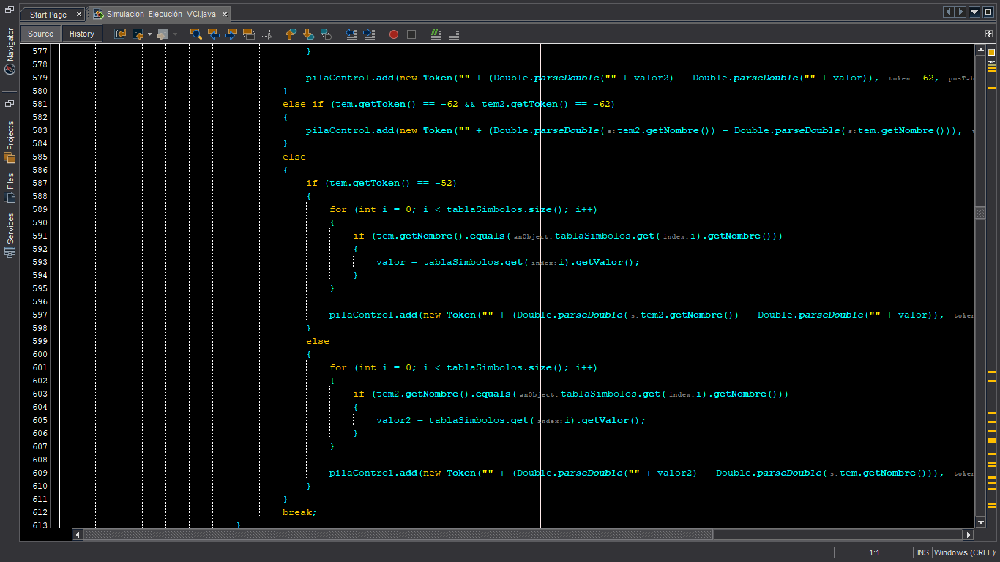 Start Page ×
Simulacion_Ejecución_VCI.java ×
Source History
Navigator
Projects
Files
Services
577 }
578
579 pilaControl.add(new Token("" + (Double.parseDouble("" + valor2) - Double.parseDouble("" + valor)), token: -62, posTab
580 }
581 else if (tem.getToken() == -62 && tem2.getToken() == -62)
582 {
583 pilaControl.add(new Token("" + (Double.parseDouble( s: tem2.getNombre()) - Double.parseDouble( s: tem.getNombre())), t
584 }
585 else
586 {
587 if (tem.getToken() == -52)
588 {
589 for (int i = 0; i < tablaSimbolos.size(); i++)
590 {
591 if (tem.getNombre().equals( anObject: tablaSimbolos.get( index: i).getNombre()))
592 {
593 valor = tablaSimbolos.get( index: i).getValor();
594 }
595 }
596
597 pilaControl.add(new Token("" + (Double.parseDouble( s: tem2.getNombre()) - Double.parseDouble("" + valor)), token
598 }
599 else
600 {
601 for (int i = 0; i < tablaSimbolos.size(); i++)
602 {
603 if (tem2.getNombre().equals( anObject: tablaSimbolos.get( index: i).getNombre()))
604 {
605 valor2 = tablaSimbolos.get( index: i).getValor();
606 }
607 }
608
609 pilaControl.add(new Token("" + (Double.parseDouble("" + valor2) - Double.parseDouble( s: tem.getNombre())), token
610 }
611 }
612 break;
613 }
1:1 INS Windows (CRLF)